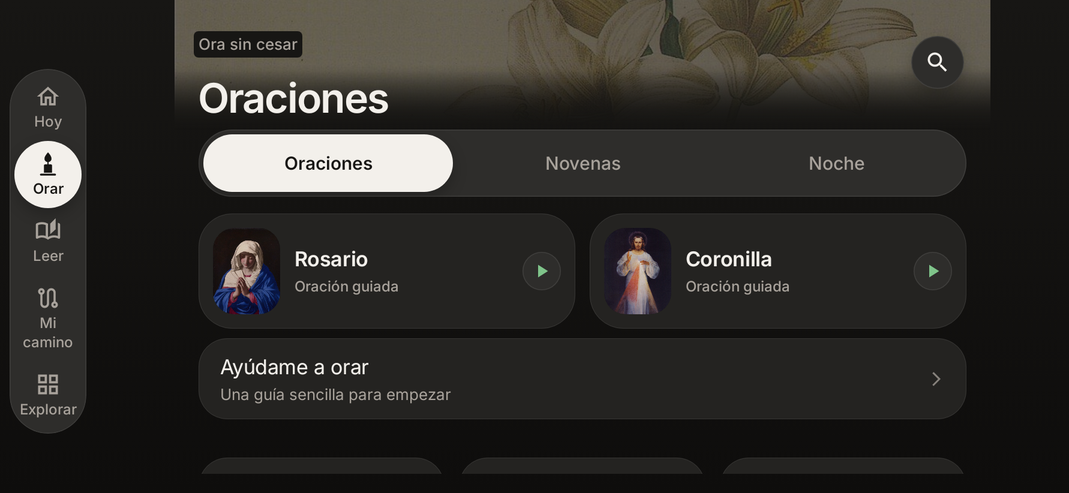 Ora sin cesar
Oraciones
Hoy
Orar
Leer
Mi
camino
Explorar
Oraciones
Novenas
Noche
Rosario
Oración guiada
Coronilla
Oración guiada
Ayúdame a orar
Una guía sencilla para empezar